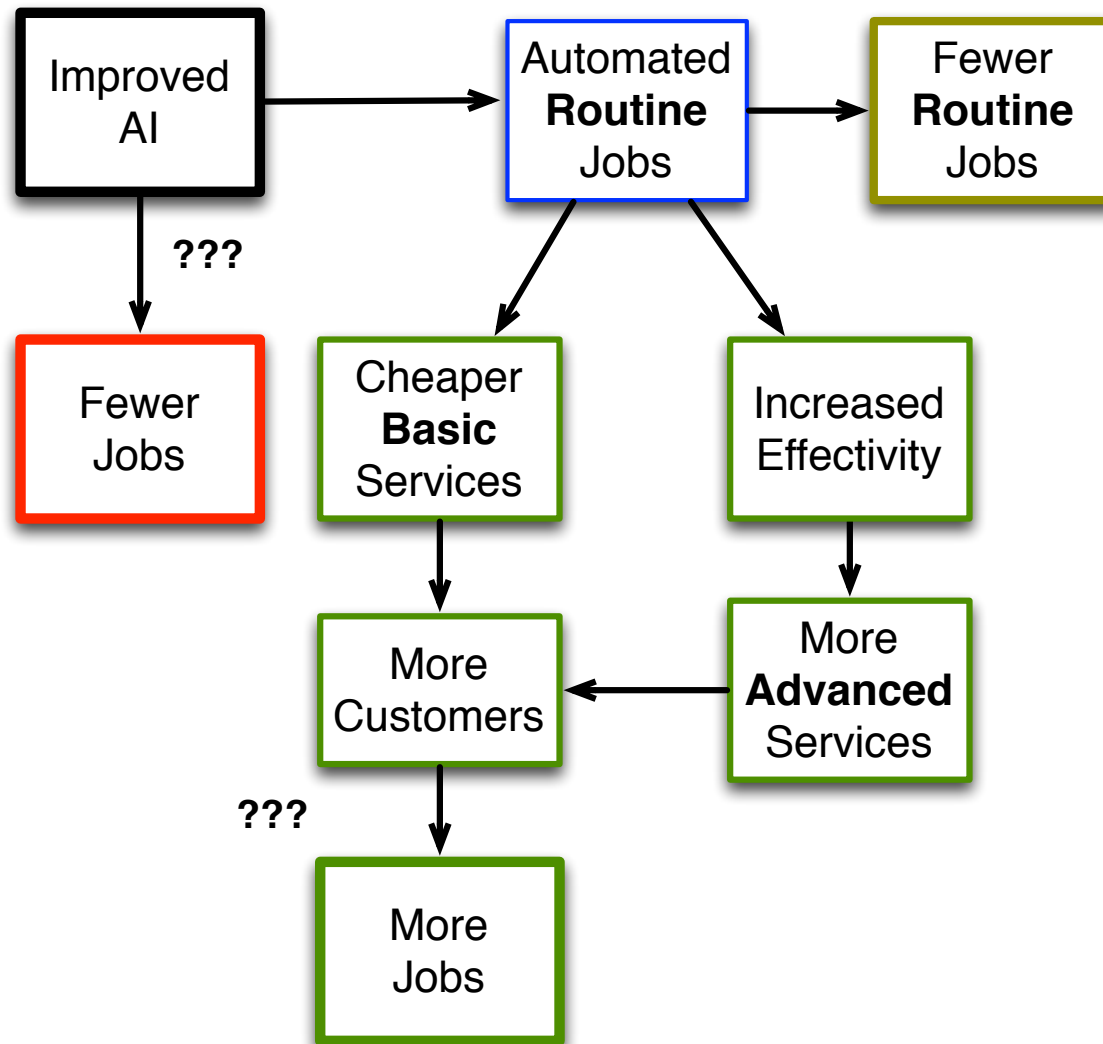 Improved
AI
Automated
Routine
Jobs
Fewer
Routine
Jobs
???
Fewer
Jobs
Cheaper
Basic
Services
Increased
Effectivity
More
Customers
More
Advanced
Services
???
More
Jobs